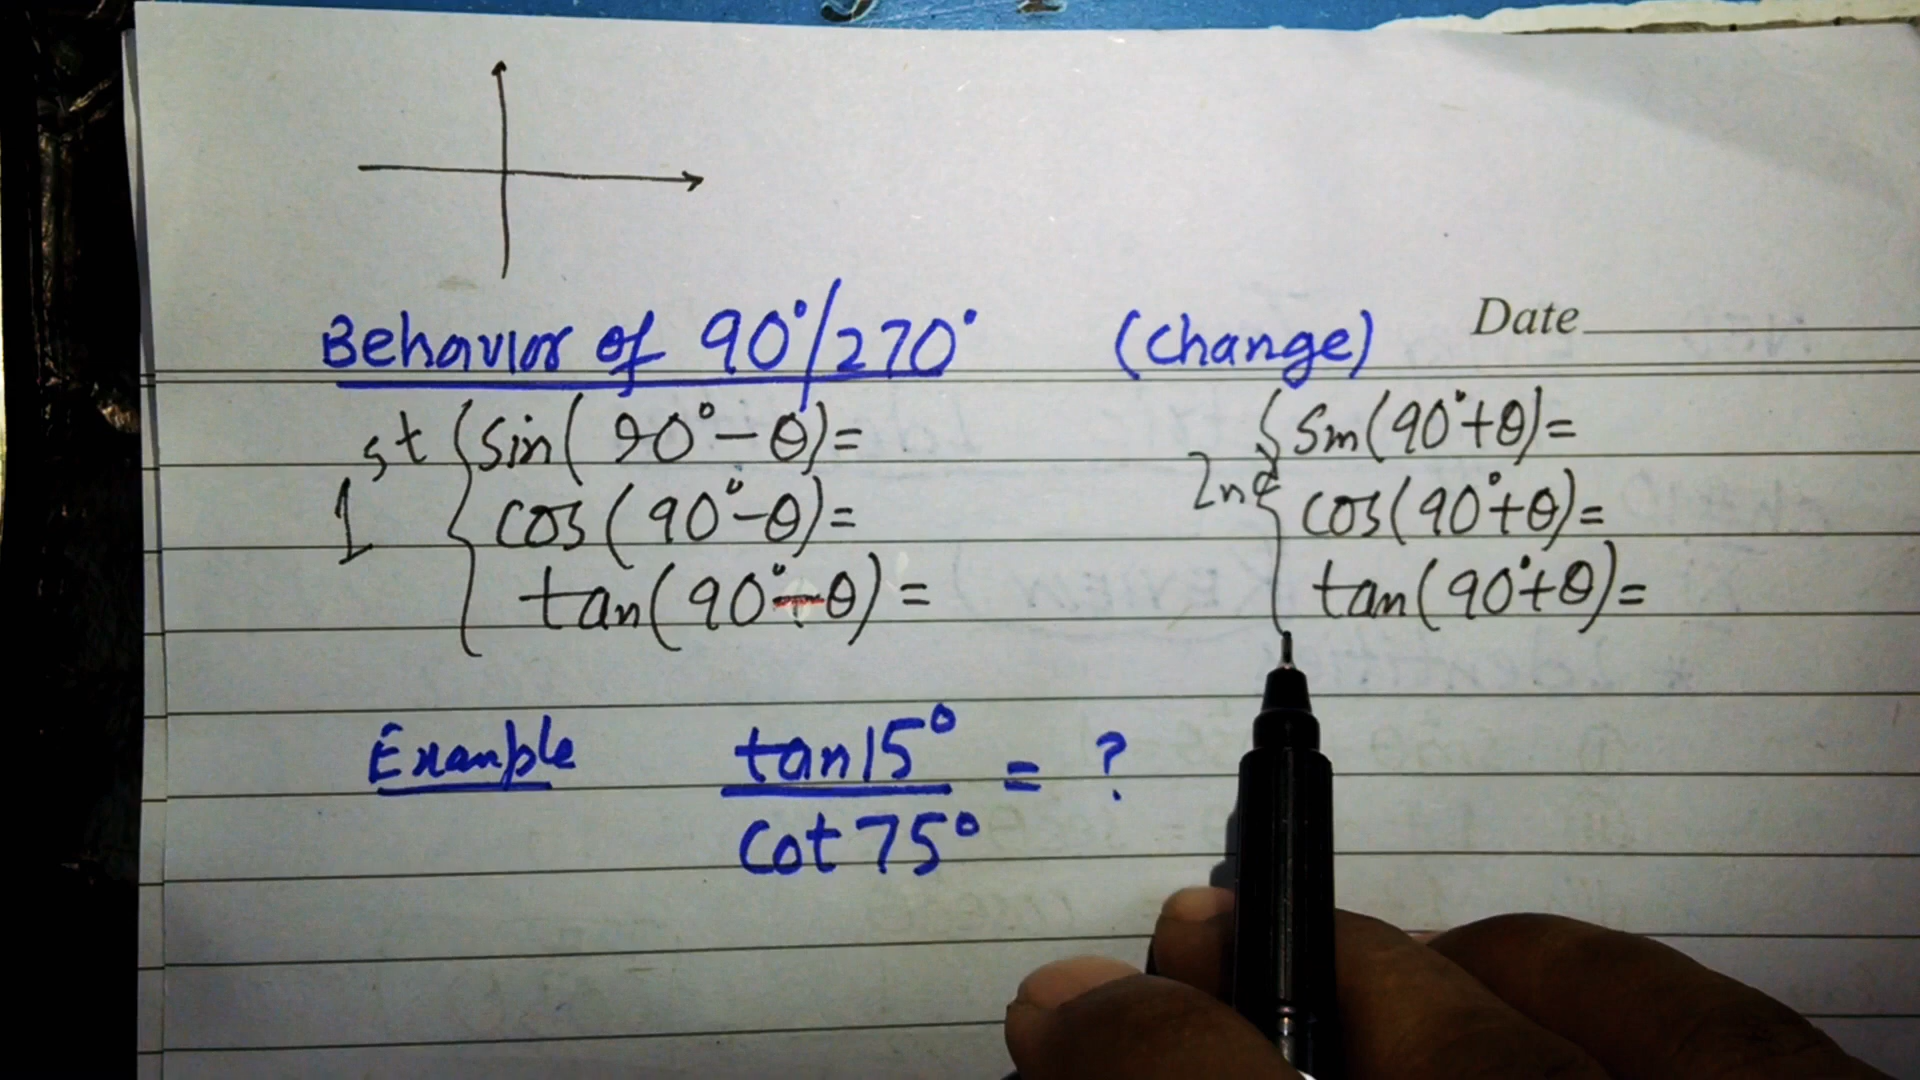 Behavior of 90°/270° (change)
Date
1st { sin(90°-θ)=
cos(90°-θ)=
tan(90°-θ)=
2nd { Sin(90°+θ)=
cos(90°+θ)=
tan(90°+θ)=
Example tan15°/cot75° = ?